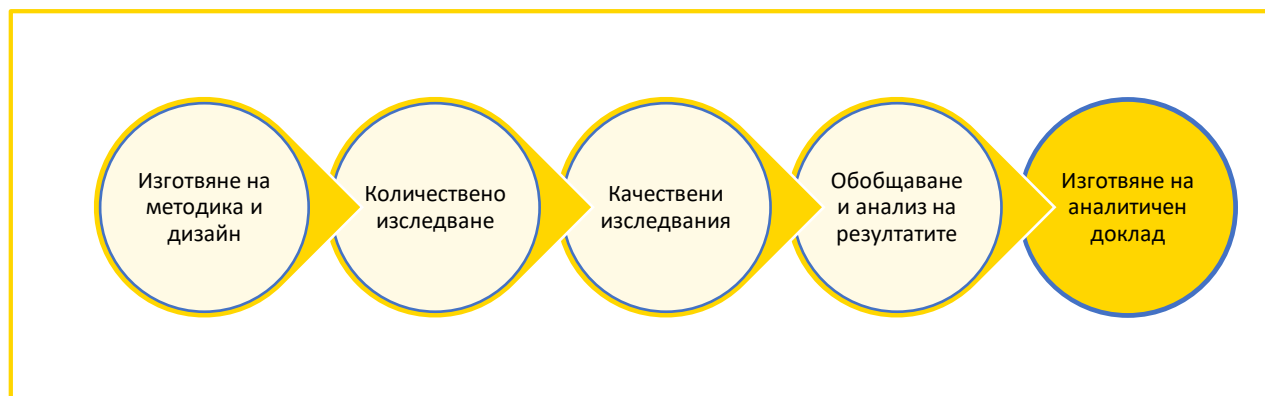 Изготвяне на
методика и
дизайн
Количествено
изследване
Качествени
изследвания
Обобщаване
и анализ на
резултатите
Изготвяне на
аналитичен
доклад